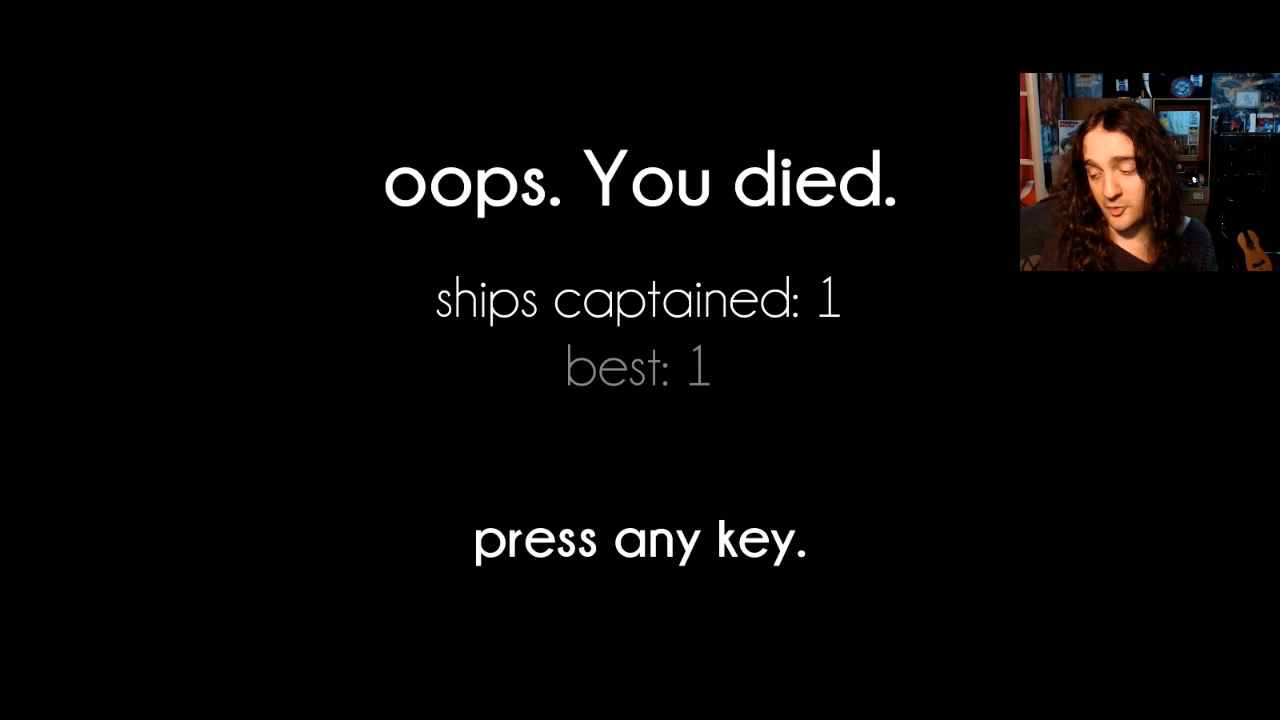 oops. You died.
ships captained: 1
best: 1
press any key.